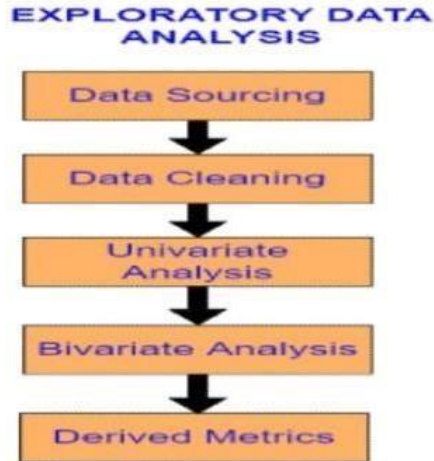 EXPLORATORY DATA
ANALYSIS
Data Sourcing
Data Cleaning
Univariate
Analysis
Bivariate Analysis
Derived Metrics